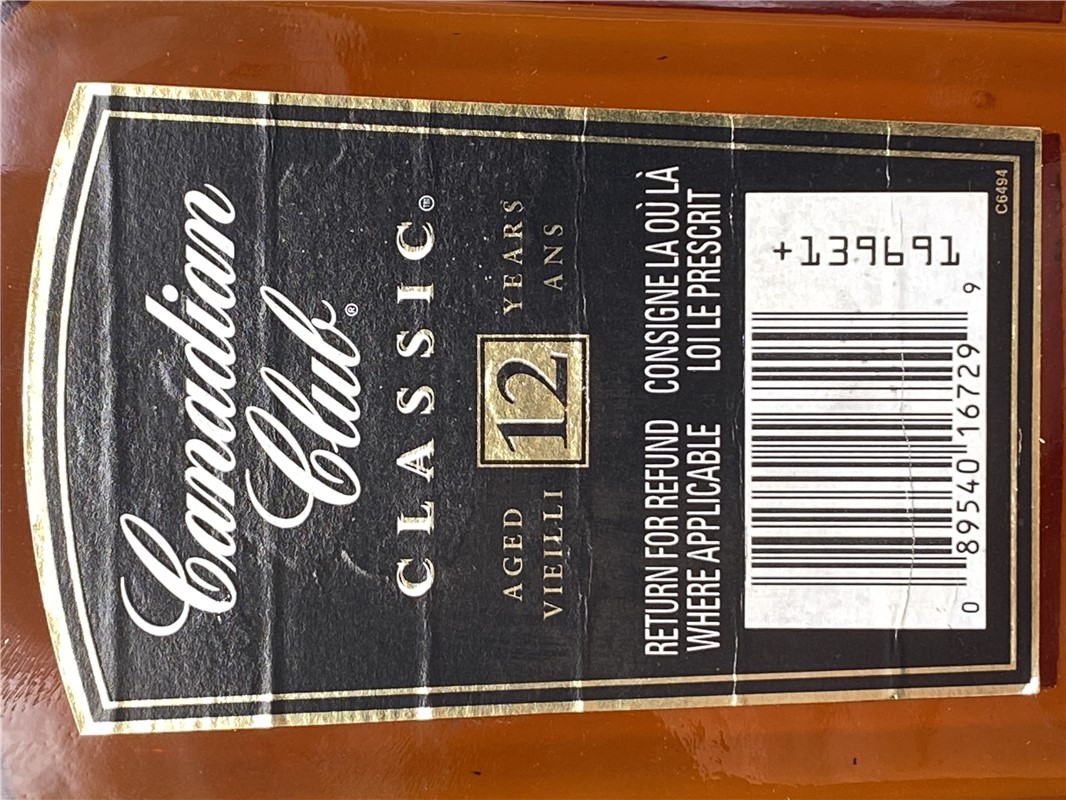 Canadian
Club®
CLASSIC™
AGED 12 YEARS
VIEILLI ANS
RETURN FOR REFUND CONSIGNE LA OÙ LÀ
WHERE APPLICABLE LOI LE PRESCRIT
+139691
0 89540 16729 9
C6494